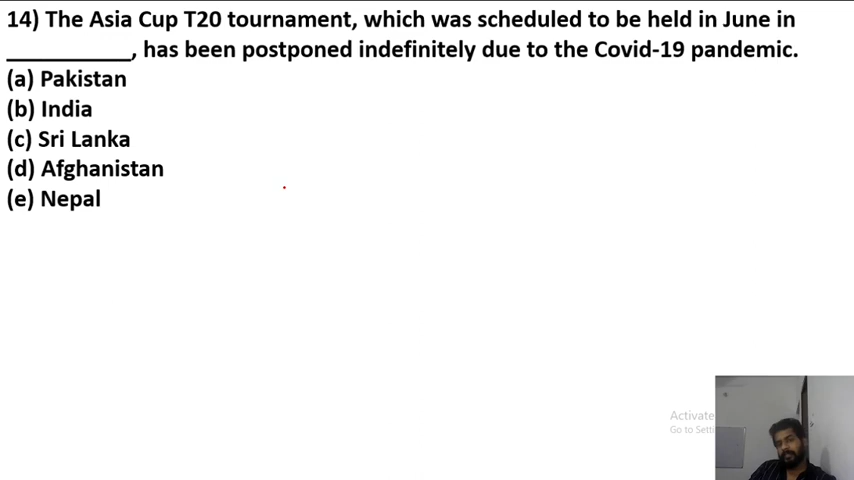 14) The Asia Cup T20 tournament, which was scheduled to be held in June in
__________, has been postponed indefinitely due to the Covid-19 pandemic.
(a) Pakistan
(b) India
(c) Sri Lanka
(d) Afghanistan
(e) Nepal
Activate
Go to